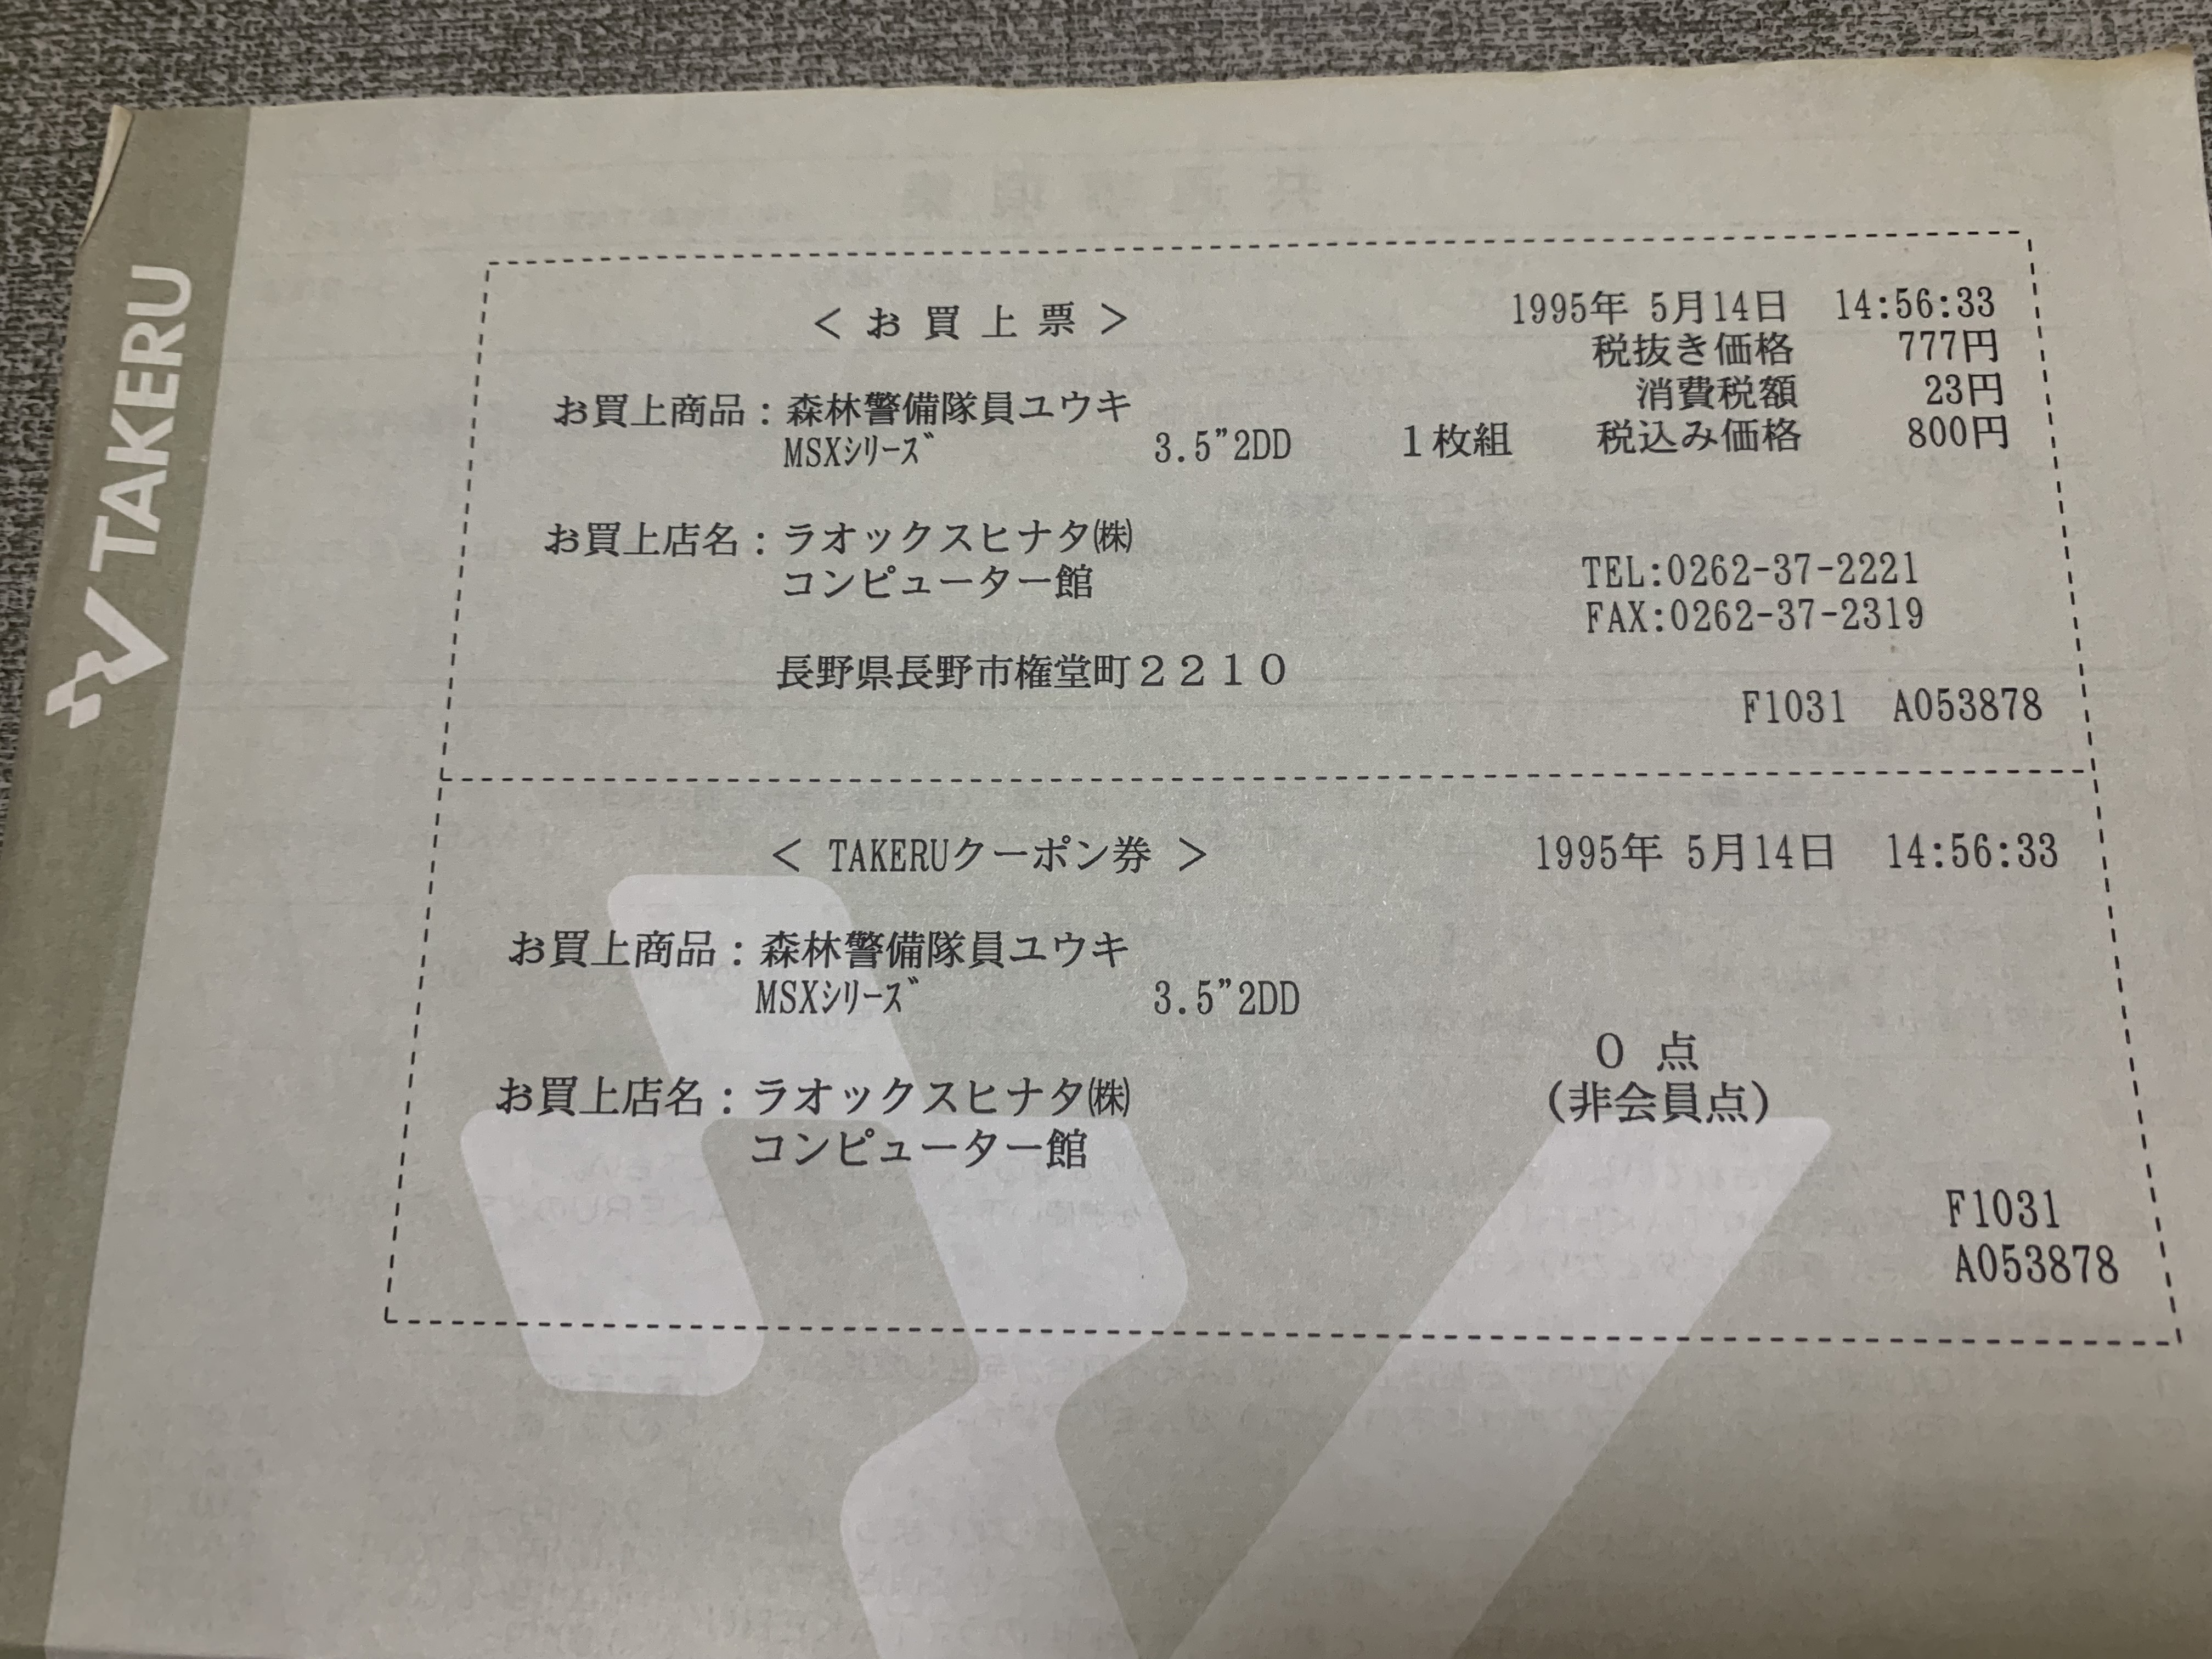 TAKERU
< お 買 上 票 >
1995年 5月14日 14:56:33
税抜き価格 777円
お買上商品：森林警備隊員ユウキ 消費税額 23円
MSXｼﾘｰｽﾞ 3.5”2DD 1枚組 税込み価格 800円
お買上店名：ラオックスヒナタ㈱
コンピューター館 TEL:0262-37-2221
FAX:0262-37-2319
長野県長野市権堂町２２１０
F1031 A053878
< TAKERUクーポン券 > 1995年 5月14日 14:56:33
お買上商品：森林警備隊員ユウキ
MSXｼﾘｰｽﾞ 3.5”2DD
0 点
お買上店名：ラオックスヒナタ㈱ (非会員点)
コンピューター館
F1031
A053878